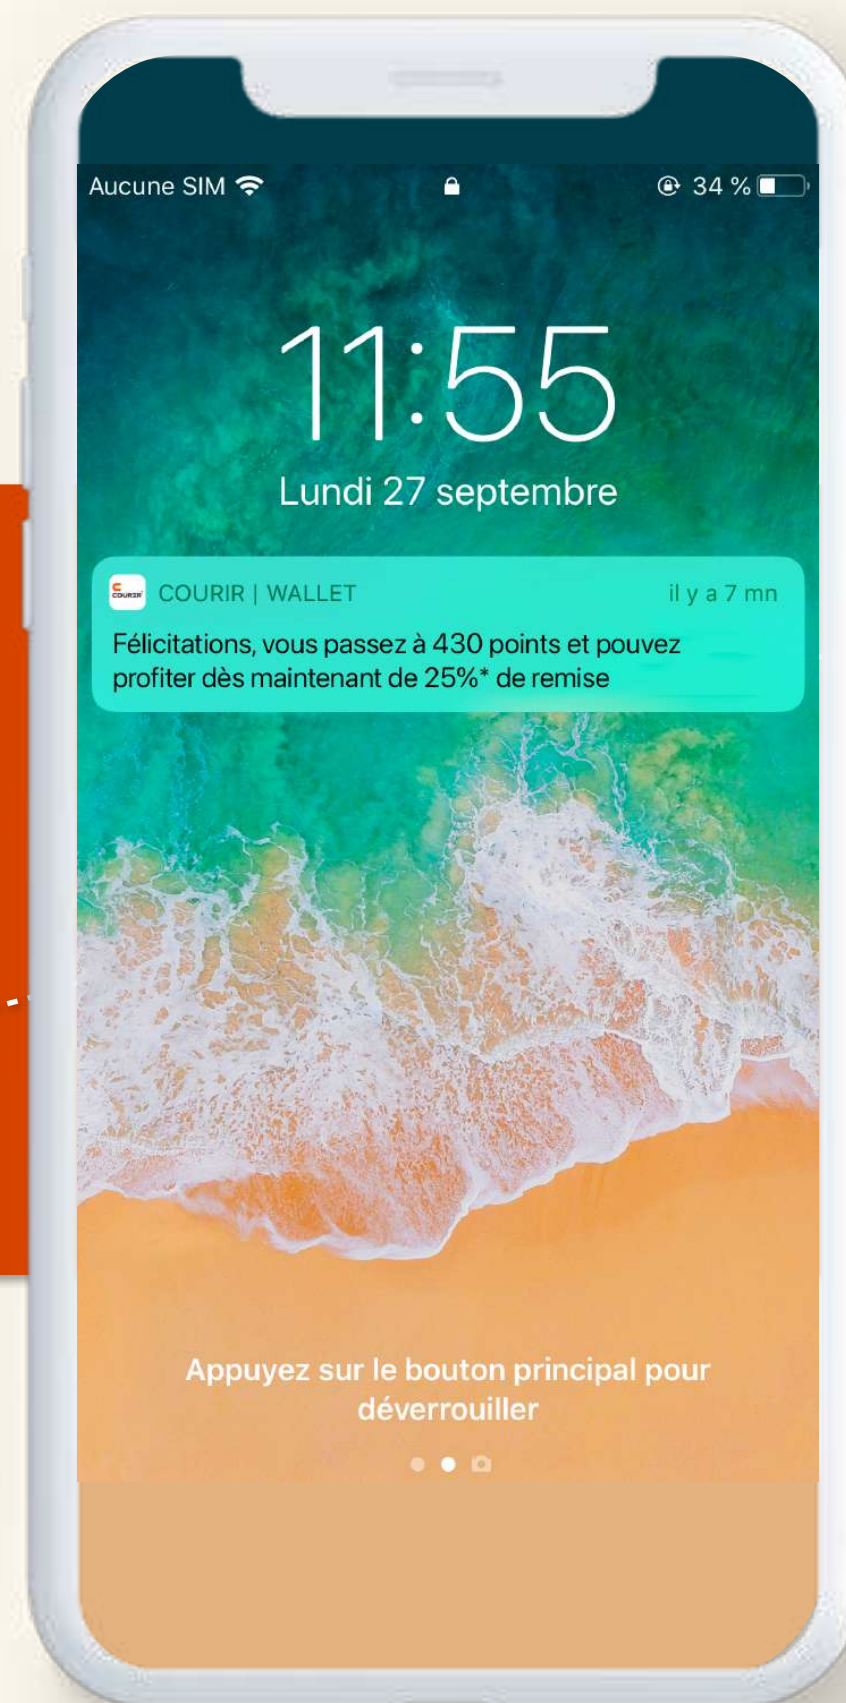 Aucune SIM
34 %
11:55
Lundi 27 septembre
COURIR
COURIR | WALLET
il y a 7 mn
Félicitations, vous passez à 430 points et pouvez
profiter dès maintenant de 25%* de remise
Appuyez sur le bouton principal pour
déverrouiller